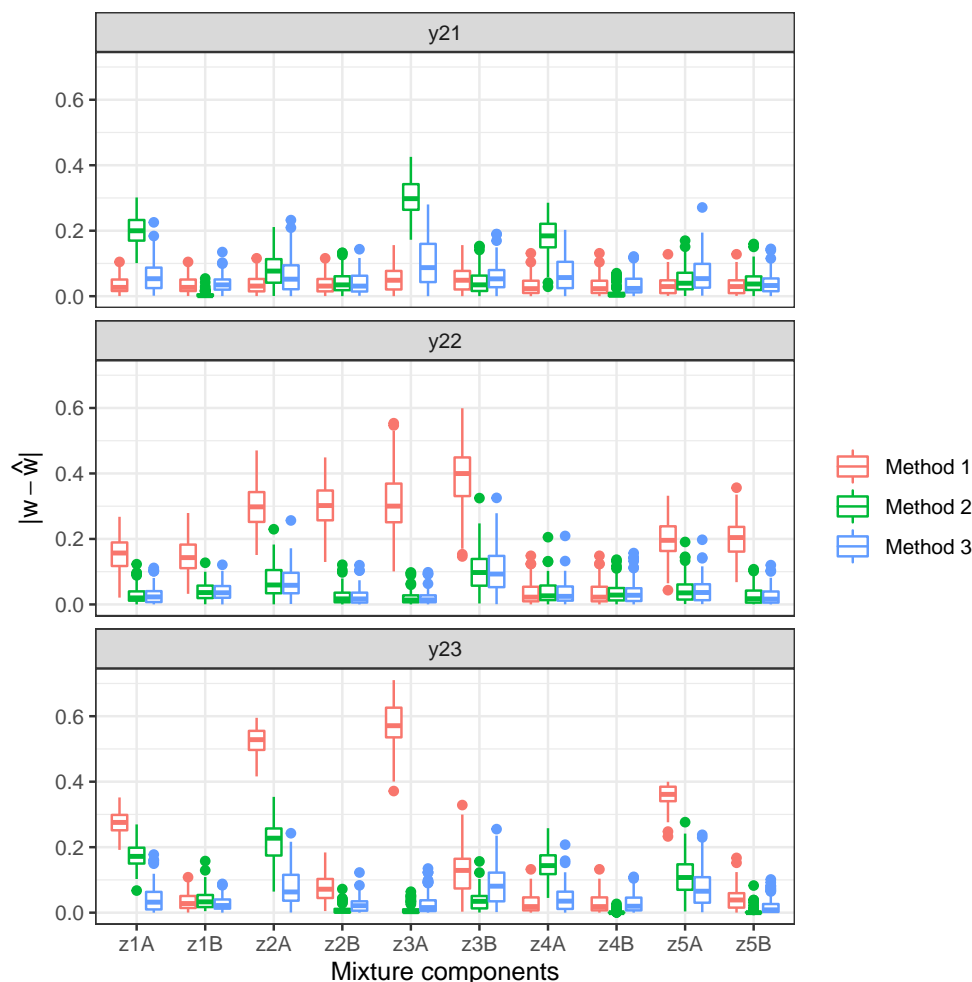 y21
0.6
0.4
0.2
0.0
y22
0.6
0.4
0.2
0.0
y23
0.6
0.4
0.2
0.0
|w − ŵ|
z1A z1B z2A z2B z3A z3B z4A z4B z5A z5B
Mixture components
Method 1
Method 2
Method 3